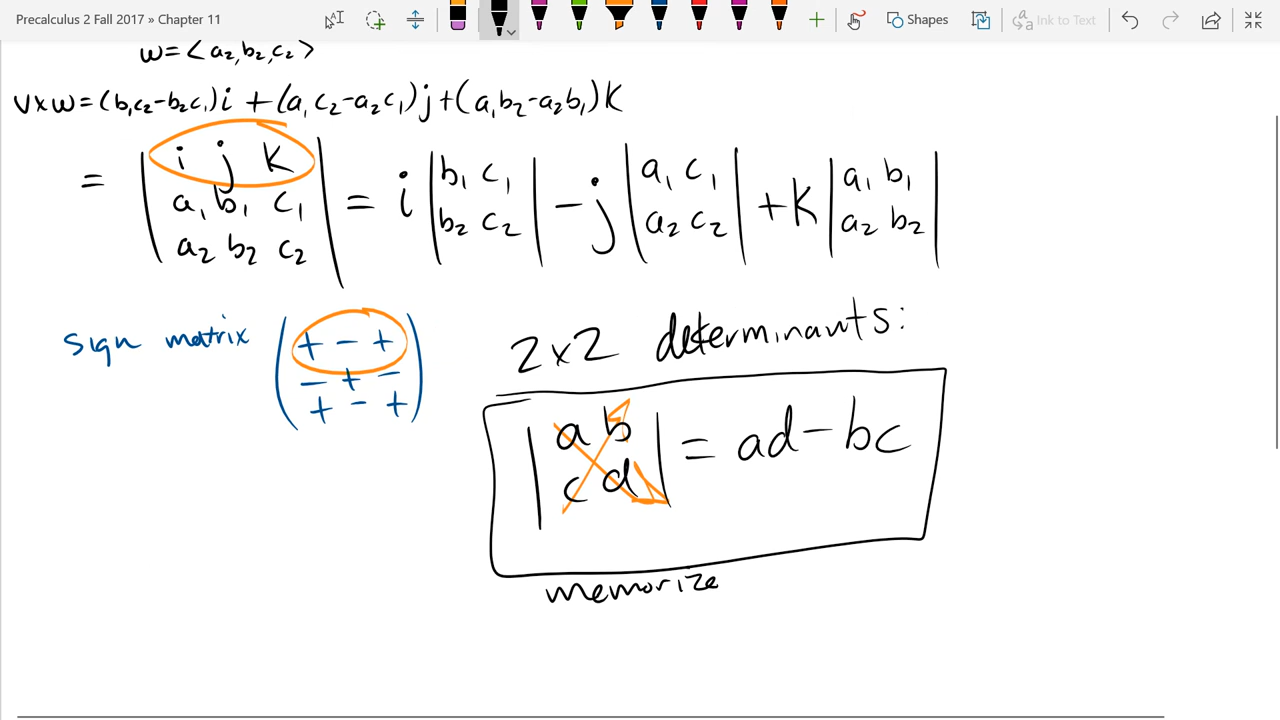 Precalculus 2 Fall 2017 » Chapter 11
Shapes
Ink to Text
w=<a₂,b₂,c₂>
v×w=(b₁c₂-b₂c₁)i+(a₁c₂-a₂c₁)j+(a₁b₂-a₂b₁)k
= | i j k | = i | b₁ c₁ | -j | a₁ c₁ | +k | a₁ b₁ |
| a₁ b₁ c₁ | | b₂ c₂ | | a₂ c₂ | | a₂ b₂ |
| a₂ b₂ c₂ |
sign matrix ( + - + )
( - + - )
( + - + )
2x2 determinants:
| a b | = ad-bc
| c d |
memorize